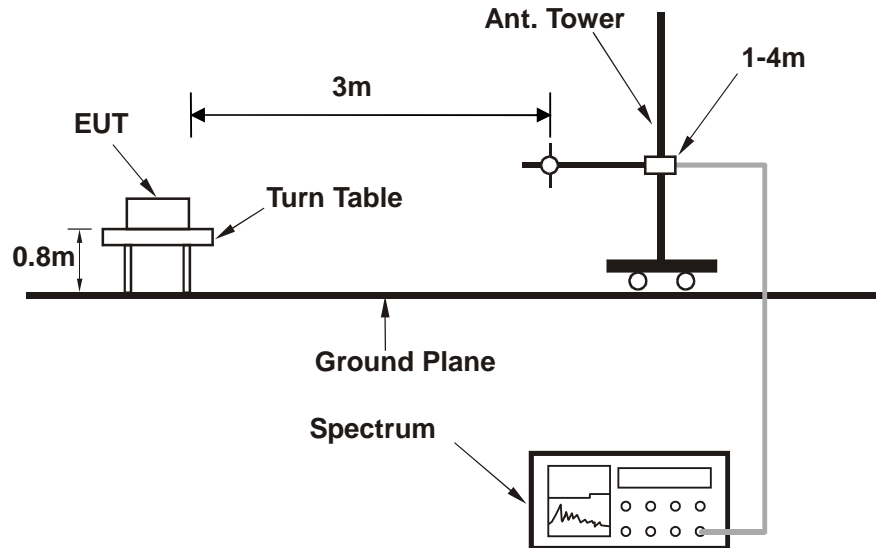 Ant. Tower
1-4m
3m
EUT
Turn Table
0.8m
Ground Plane
Spectrum